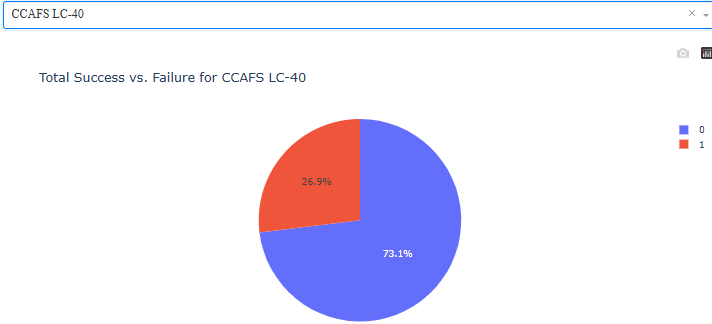 CCAFS LC-40
Total Success vs. Failure for CCAFS LC-40
0
1
26.9%
73.1%